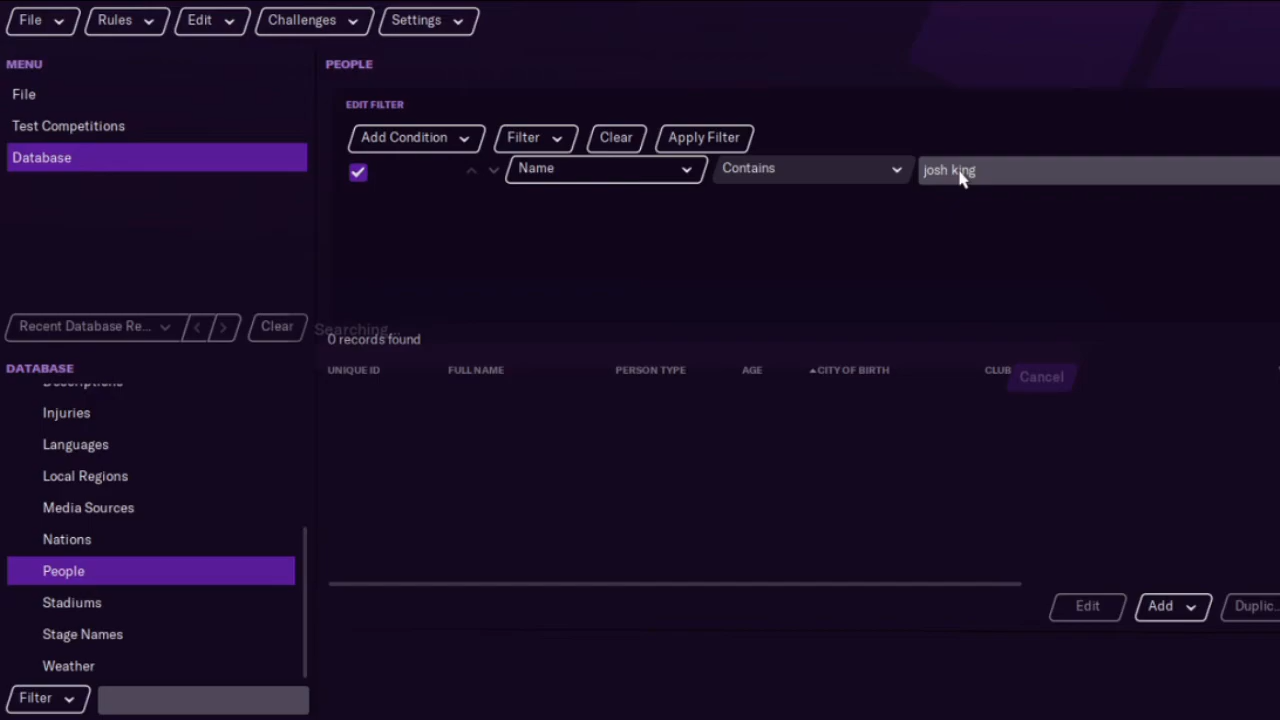 File Rules Edit Challenges Settings
MENU
File
Test Competitions
Database
PEOPLE
EDIT FILTER
Add Condition Filter Clear Apply Filter
Name Contains josh king
Recent Database Re... < > Clear
Searching...
0 records found
UNIQUE ID FULL NAME PERSON TYPE AGE CITY OF BIRTH CLUB
Cancel
DATABASE
Descriptions
Injuries
Languages
Local Regions
Media Sources
Nations
People
Stadiums
Stage Names
Weather
Edit Add Duplic...
Filter